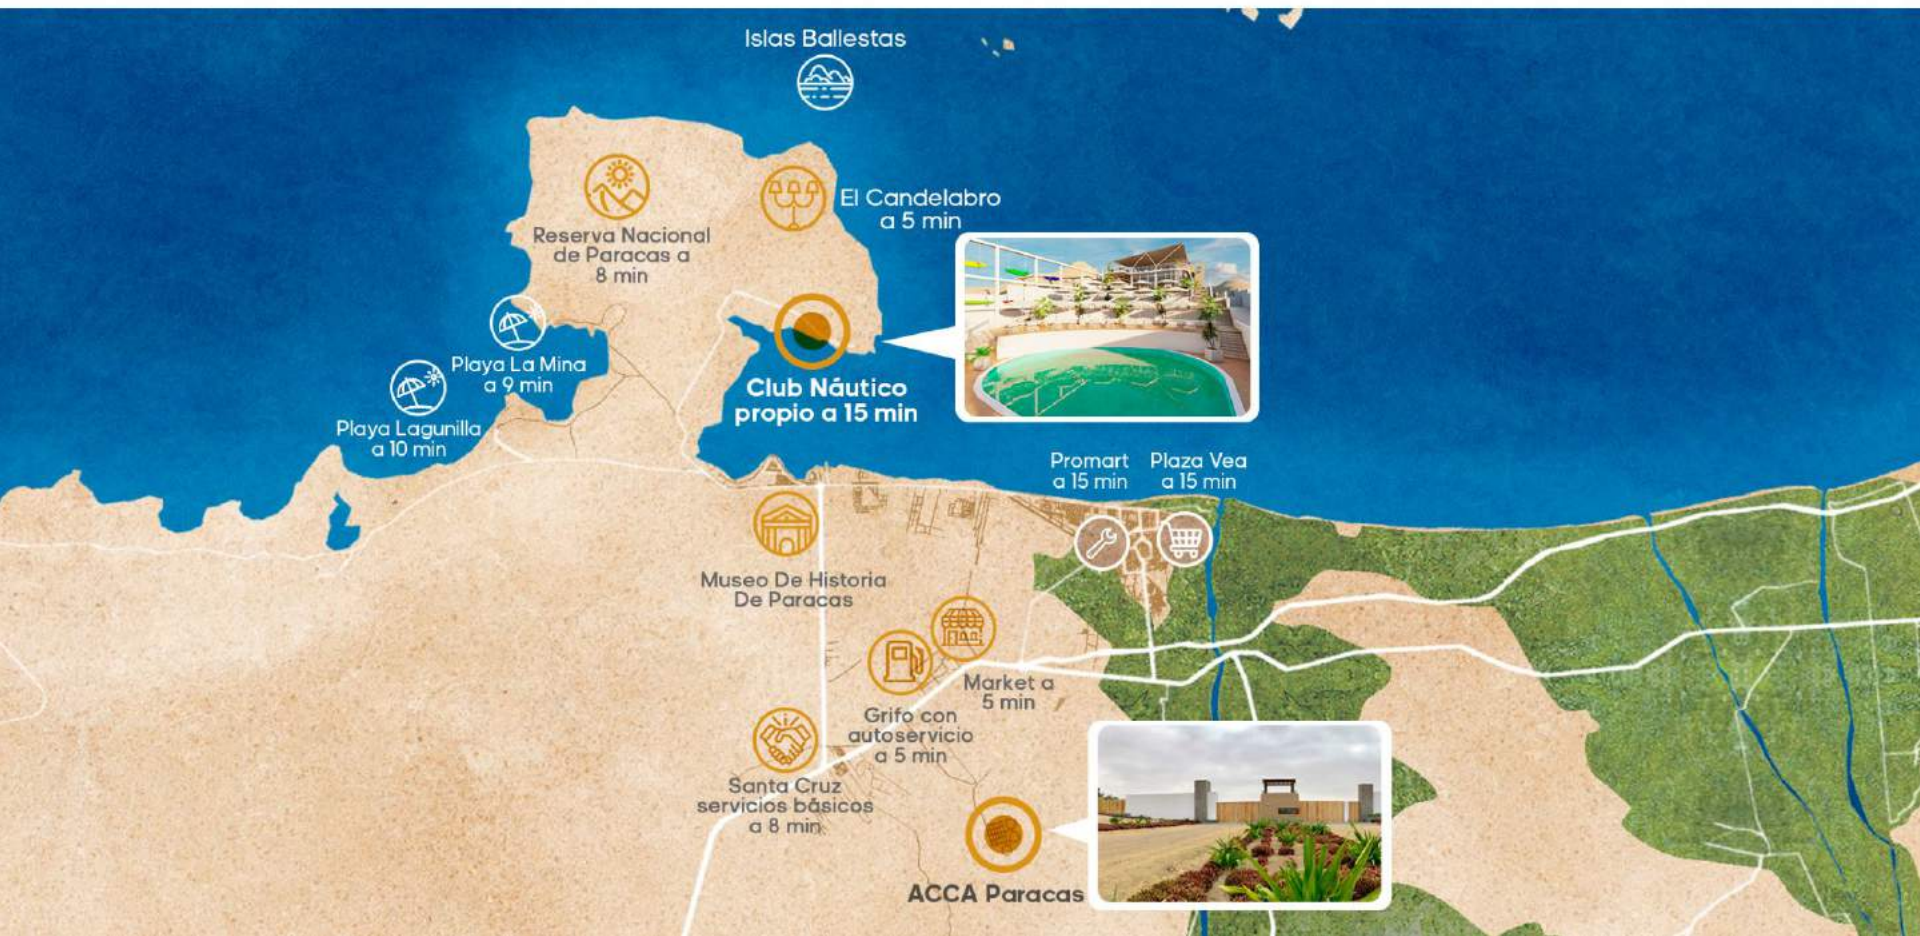 Islas Ballestas
El Candelabro
a 5 min
Reserva Nacional
de Paracas a
8 min
Playa La Mina
a 9 min
Playa Lagunilla
a 10 min
Club Náutico
propio a 15 min
Promart
a 15 min
Plaza Vea
a 15 min
Museo De Historia
De Paracas
Market a
5 min
Grifo con
autoservicio
a 5 min
Santa Cruz
servicios básicos
a 8 min
ACCA Paracas